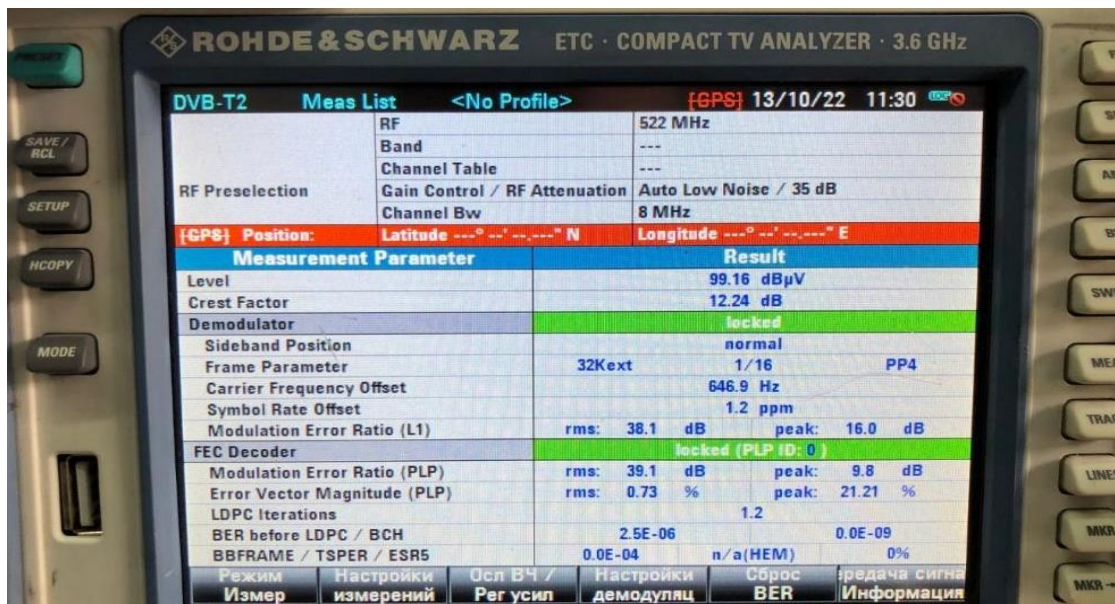 ROHDE&SCHWARZ ETC · COMPACT TV ANALYZER · 3.6 GHz
PRESET
DVB-T2 Meas List <No Profile> [GPS] 13/10/22 11:30 LOG
RF 522 MHz
Band ---
Channel Table ---
RF Preselection Gain Control / RF Attenuation Auto Low Noise / 35 dB
Channel Bw 8 MHz
[GPS] Position: Latitude ---° --' --.---" N Longitude ---° --' --.---" E
Measurement Parameter Result
Level 99.16 dBµV
Crest Factor 12.24 dB
Demodulator locked
Sideband Position normal
Frame Parameter 32Kext 1/16 PP4
Carrier Frequency Offset 646.9 Hz
Symbol Rate Offset 1.2 ppm
Modulation Error Ratio (L1) rms: 38.1 dB peak: 16.0 dB
FEC Decoder locked (PLP ID: 0 )
Modulation Error Ratio (PLP) rms: 39.1 dB peak: 9.8 dB
Error Vector Magnitude (PLP) rms: 0.73 % peak: 21.21 %
LDPC Iterations 1.2
BER before LDPC / BCH 2.5E-06 0.0E-09
BBFRAME / TSPER / ESR5 0.0E-04 n/a(HEM) 0%
Режим Настройки Осл ВЧ / Настройки Сброс
Измер измерений Рег усил демодуляц BER Информация
SAVE /
RCL
SETUP
HCOPY
MODE
MKR
MKR